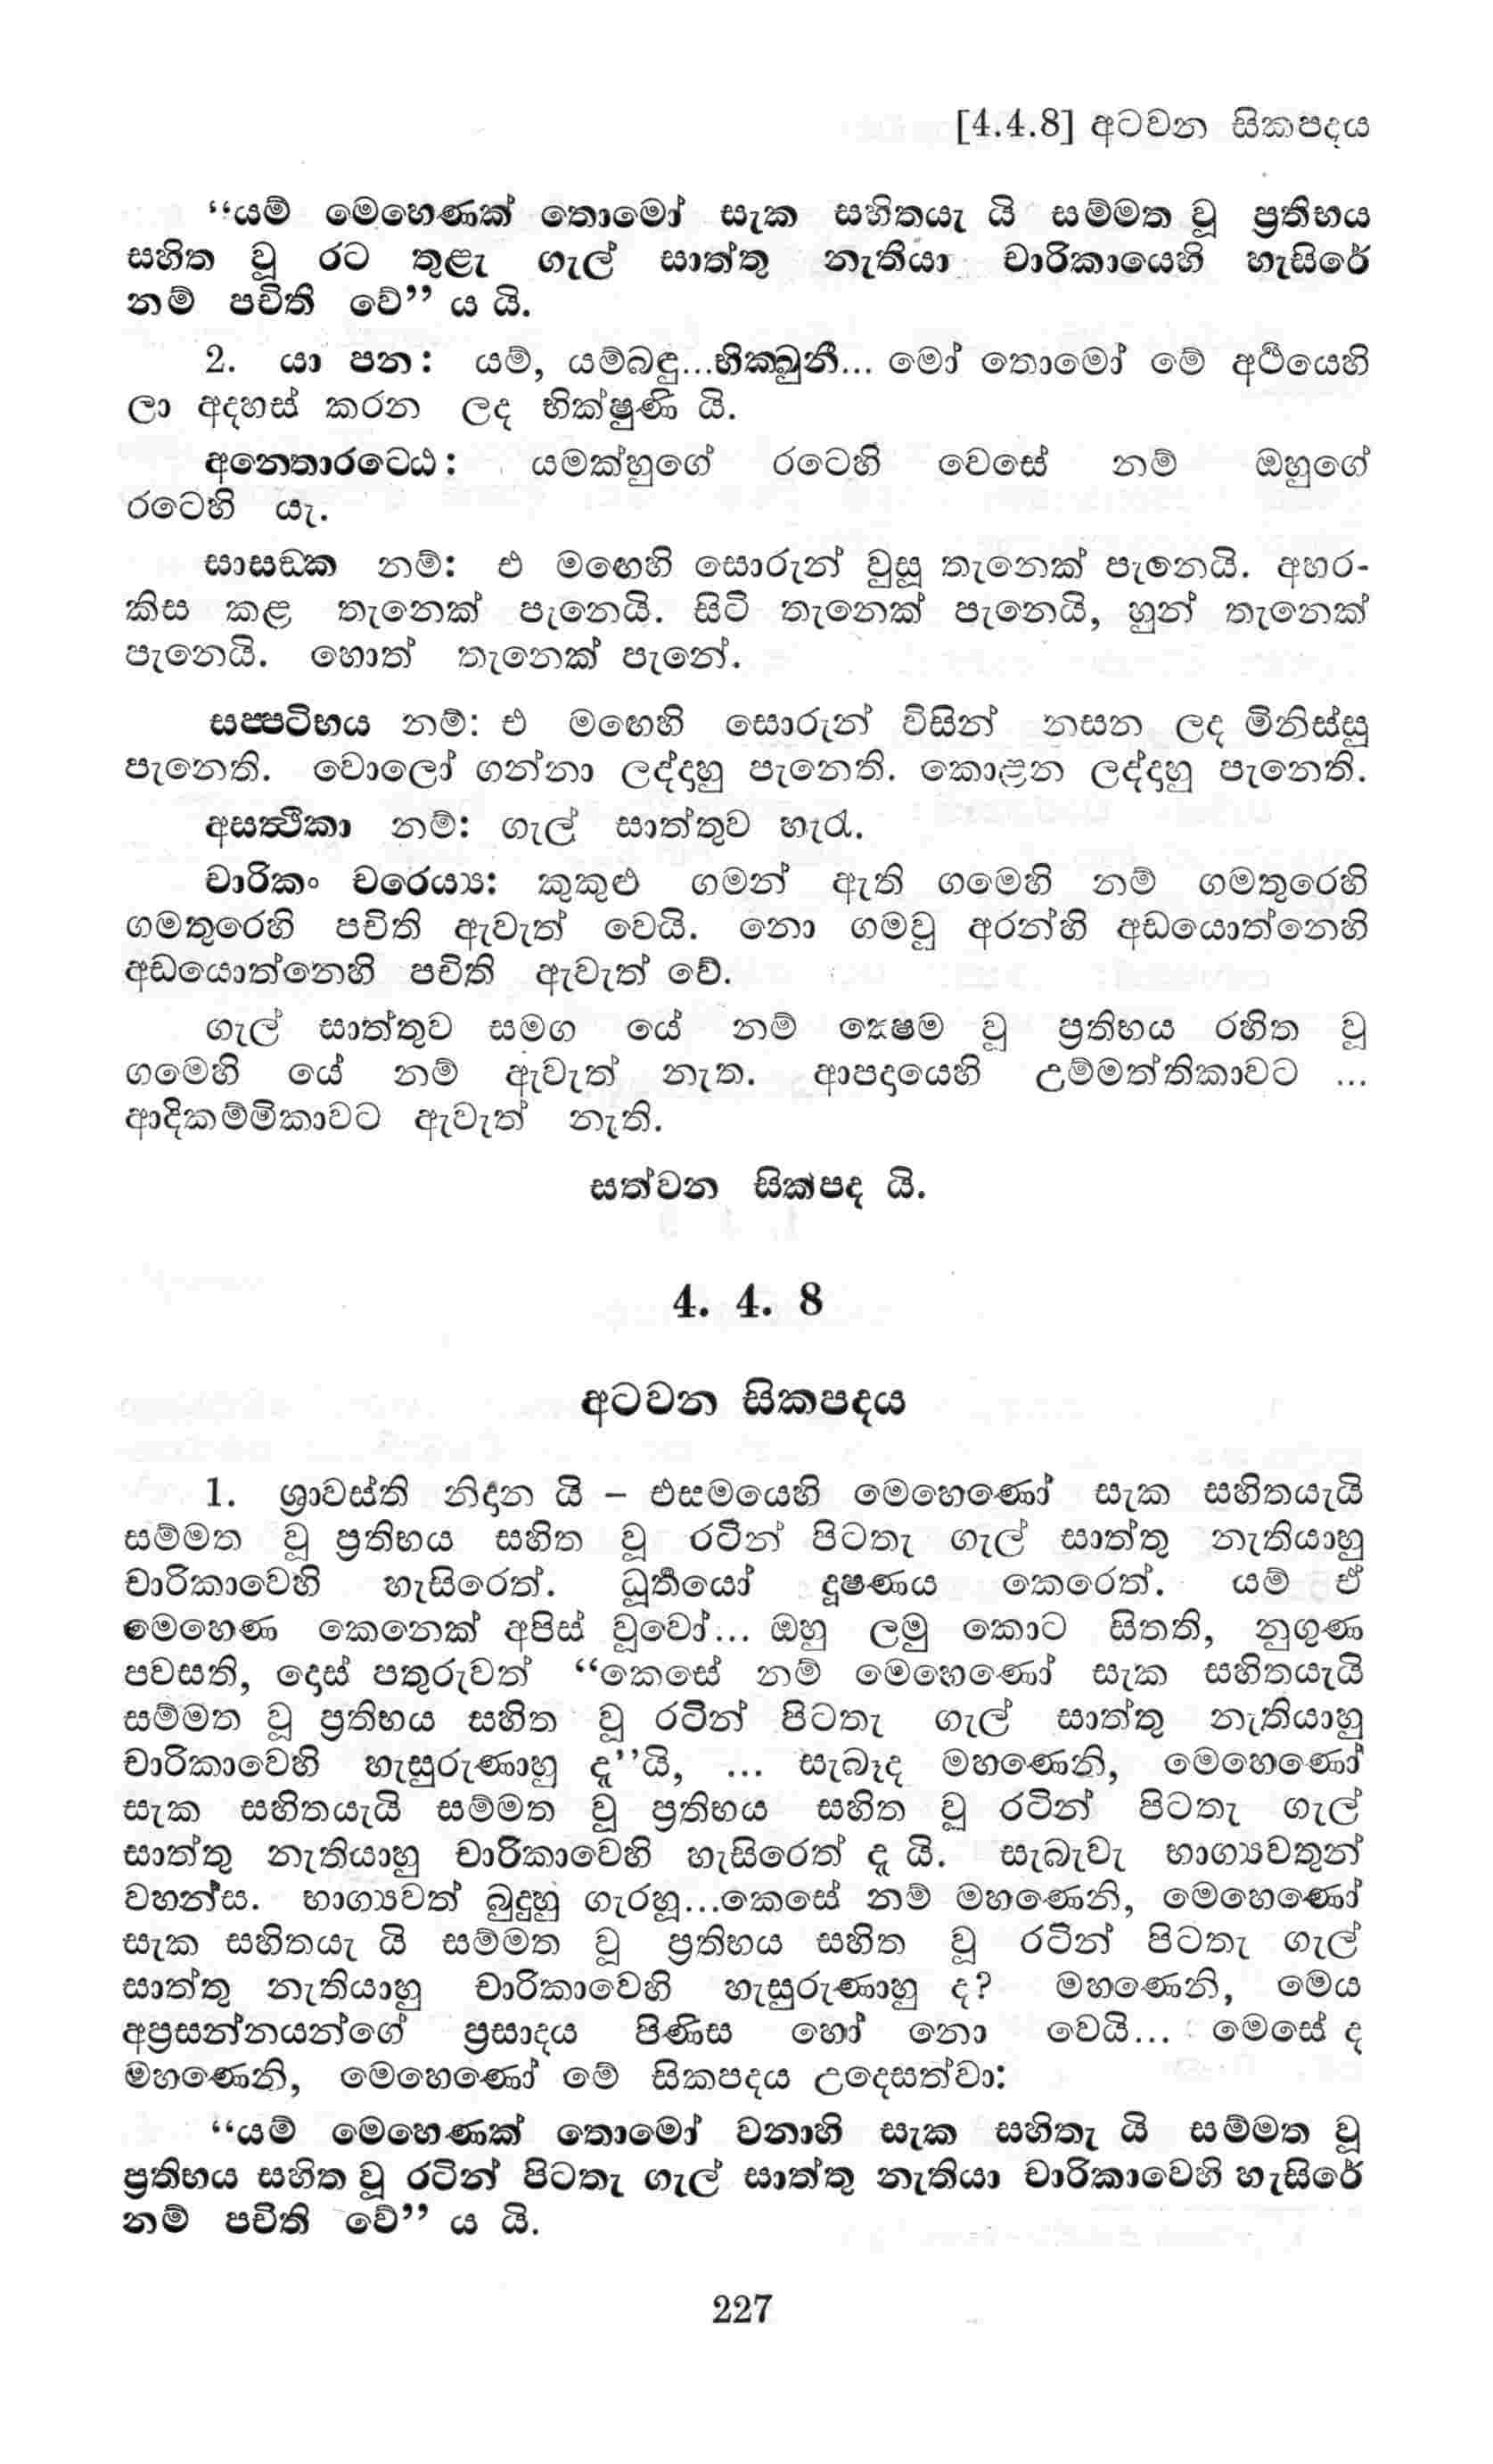 [4.4.8] අටවන සිකපදය
“යම් මෙහෙණක් තොමෝ සැක සහිතයැ යි සම්මත වූ ප්‍රතිභය
සහිත වූ රට තුළැ ගැල් සාත්තු නැතියා චාරිකායෙහි හැසිරේ
නම් පචිති වේ” ය යි.
2. යා පන: යම්, යම්බඳු...භික්ඛුනී... මෝ තොමෝ මේ අර්ථයෙහි
ලා අදහස් කරන ලද භික්ෂුණි යි.
අන්තොරට්ඨෙ: යමක්හුගේ රටෙහි වෙසේ නම් ඔහුගේ
රටෙහි යැ.
සාසඞ්ක නම්: එ මඟෙහි සොරුන් වුසූ තැනෙක් පැනෙයි. අහර-
කිස කළ තැනෙක් පැනෙයි. සිටි තැනෙක් පැනෙයි, හුන් තැනෙක්
පැනෙයි. හොත් තැනෙක් පැනේ.
සප්පටිභය නම්: එ මඟෙහි සොරුන් විසින් නසන ලද මිනිස්සු
පැනෙති. වොලෝ ගන්නා ලද්දහු පැනෙති. කොළන ලද්දහු පැනෙති.
අසත්ථිකා නම්: ගැල් සාත්තුව හැර.
චාරිකං චරෙය්‍ය: කුකුළු ගමන් ඇති ගමෙහි නම් ගමතුරෙහි
ගමතුරෙහි පචිති ඇවැත් වෙයි. නො ගමවූ අරන්හි අඩයොත්නෙහි
අඩයොත්නෙහි පචිති ඇවැත් වේ.
ගැල් සාත්තුව සමග යේ නම් ක්‍ෂෙම වූ ප්‍රතිභය රහිත වූ
ගමෙහි යේ නම් ඇවැත් නැත. ආපදායෙහි උම්මත්තිකාවට ...
ආදිකම්මිකාවට ඇවැත් නැති.
සත්වන සික්පද යි.
4. 4. 8
අටවන සිකපදය
1. ශ්‍රාවස්ති නිදාන යි – එසමයෙහි මෙහෙණෝ සැක සහිතයැයි
සම්මත වූ ප්‍රතිභය සහිත වූ රටින් පිටතැ ගැල් සාත්තු නැතියාහු
චාරිකාවෙහි හැසිරෙත්. ධූර්තයෝ දූෂණය කෙරෙත්. යම් ඒ
මෙහෙණ කෙනෙක් අපිස් වූවෝ... ඔහු ලමු කොට සිතති, නුගුණ
පවසති, දොස් පතුරුවත් “කෙසේ නම් මෙහෙණෝ සැක සහිතයැයි
සම්මත වූ ප්‍රතිභය සහිත වූ රටින් පිටතැ ගැල් සාත්තු නැතියාහු
චාරිකාවෙහි හැසුරුණාහු දැ”යි, ... සැබෑද මහණෙනි, මෙහෙණෝ
සැක සහිතයැයි සම්මත වූ ප්‍රතිභය සහිත වූ රටින් පිටතැ ගැල්
සාත්තු නැතියාහු චාරිකාවෙහි හැසිරෙත් දැ යි. සැබැවැ භාග්‍යවතුන්
වහන්ස. භාග්‍යවත් බුදුහු ගැරහූ...කෙසේ නම් මහණෙනි, මෙහෙණෝ
සැක සහිතයැ යි සම්මත වූ ප්‍රතිභය සහිත වූ රටින් පිටතැ ගැල්
සාත්තු නැතියාහු චාරිකාවෙහි හැසුරුණාහු ද? මහණෙනි, මෙය
අප්‍රසන්නයන්ගේ ප්‍රසාදය පිණිස හෝ නො වෙයි... මෙසේ ද
මහණෙනි, මෙහෙණෝ මේ සිකපදය උදෙසත්වා:
“යම් මෙහෙණක් තොමෝ වනාහි සැක සහිතැ යි සම්මත වූ
ප්‍රතිභය සහිත වූ රටින් පිටතැ ගැල් සාත්තු නැතියා චාරිකාවෙහි හැසිරේ
නම් පචිති වේ” ය යි.
227